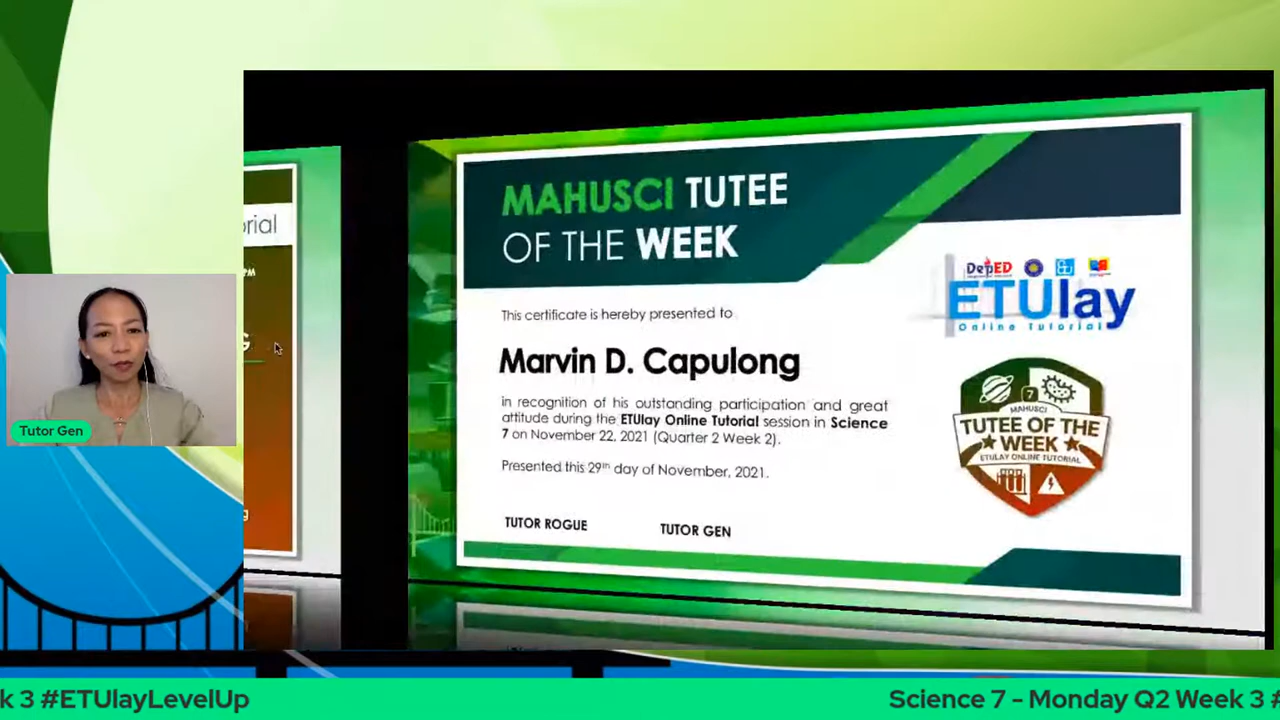 MAHUSCI TUTEE
OF THE WEEK
This certificate is hereby presented to
Marvin D. Capulong
in recognition of his outstanding participation and great
attitude during the ETUlay Online Tutorial session in Science
7 on November 22, 2021 (Quarter 2 Week 2).
Presented this 29th day of November, 2021.
TUTOR ROGUE
TUTOR GEN
DepED
ETUlay
Online Tutorial
7
MAHUSCI
TUTEE OF THE
WEEK
ETULAY ONLINE TUTORIAL
orial
PM
G
g
Tutor Gen
k 3 #ETUlayLevelUp
Science 7 - Monday Q2 Week 3 #